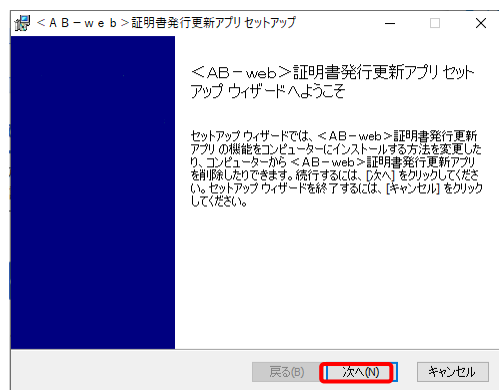 ＜ＡＢ－ｗｅｂ＞証明書発行更新アプリ セットアップ
＜AB－web＞証明書発行更新アプリ セット
アップ ウィザードへようこそ
セットアップ ウィザードでは、＜AB－web＞証明書発行更新
アプリ の機能をコンピューターにインストールする方法を変更した
り、コンピューターから ＜AB－web＞証明書発行更新アプリ
を削除したりできます。続行するには、[次へ] をクリックしてくださ
い。セットアップ ウィザードを終了するには、[キャンセル] をクリック
してください。
戻る(B) 次へ(N) キャンセル